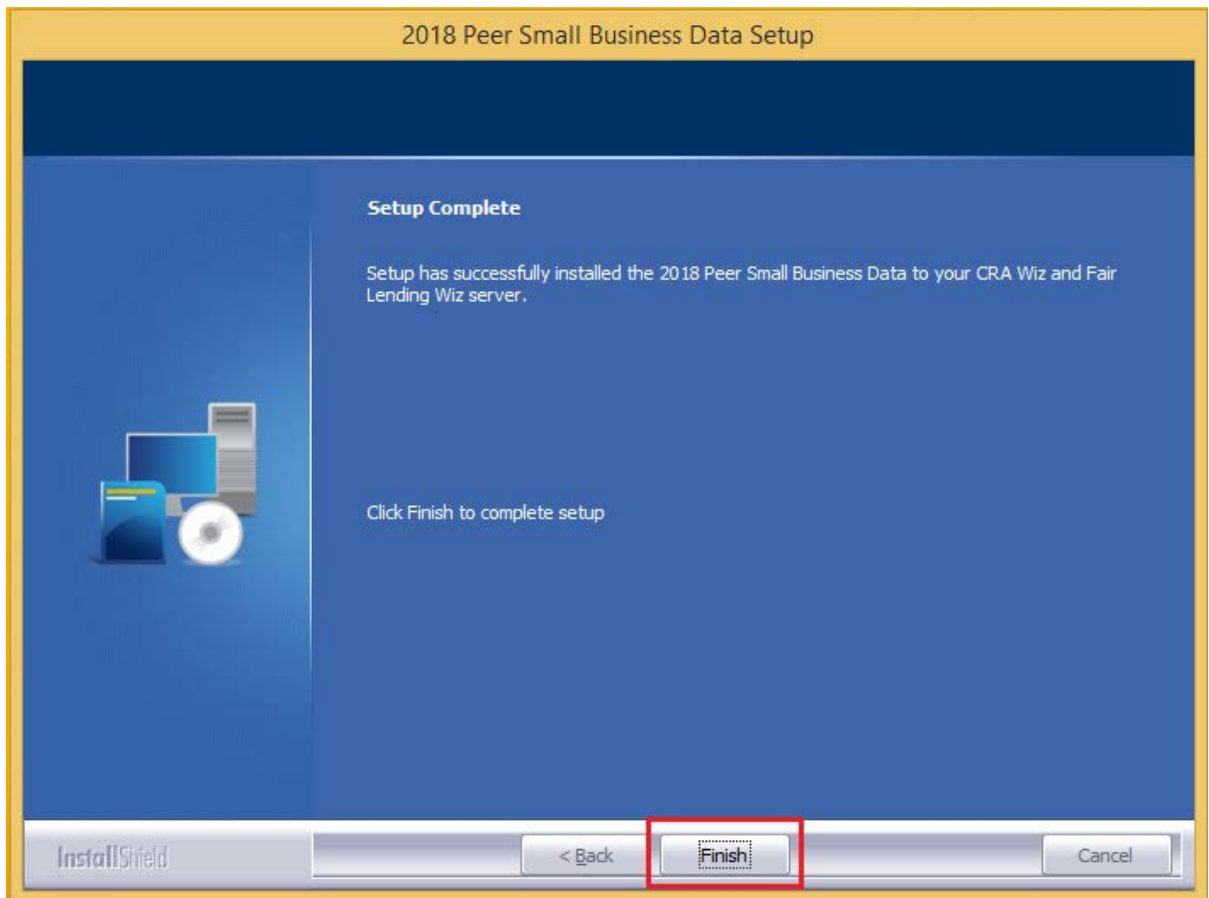 2018 Peer Small Business Data Setup
Setup Complete
Setup has successfully installed the 2018 Peer Small Business Data to your CRA Wiz and Fair
Lending Wiz server.
Click Finish to complete setup
InstallShield
< Back
Finish
Cancel